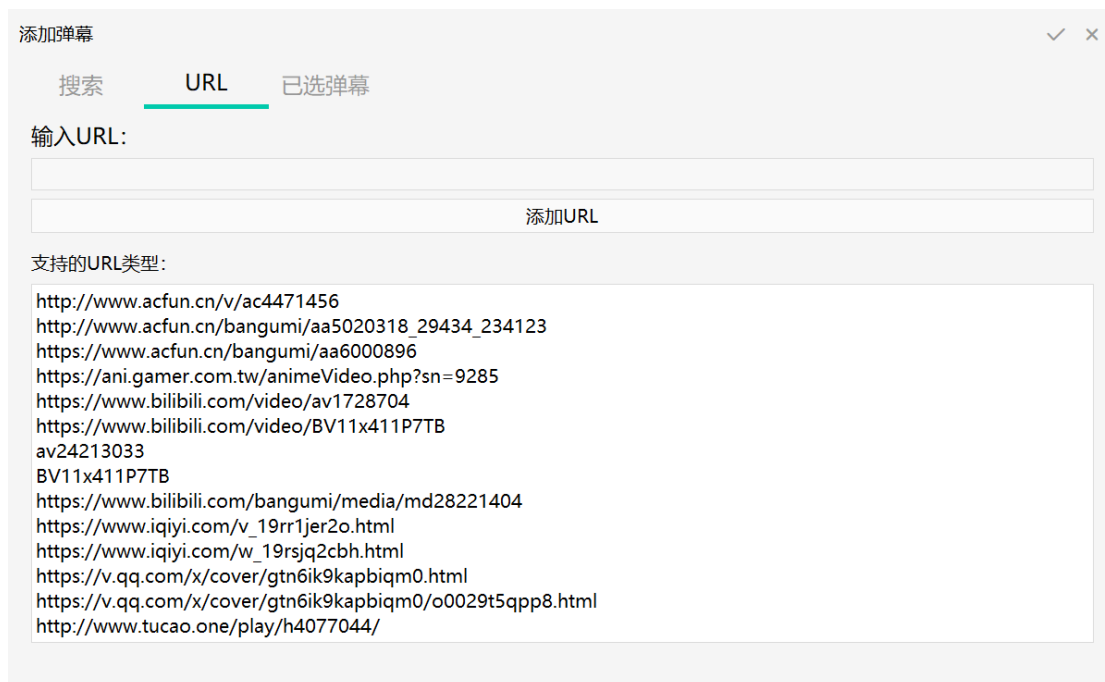 添加弹幕
搜索 URL 已选弹幕
输入URL：
添加URL
支持的URL类型：
http://www.acfun.cn/v/ac4471456
http://www.acfun.cn/bangumi/aa5020318_29434_234123
https://www.acfun.cn/bangumi/aa6000896
https://ani.gamer.com.tw/animeVideo.php?sn=9285
https://www.bilibili.com/video/av1728704
https://www.bilibili.com/video/BV11x411P7TB
av24213033
BV11x411P7TB
https://www.bilibili.com/bangumi/media/md28221404
https://www.iqiyi.com/v_19rr1jer2o.html
https://www.iqiyi.com/w_19rsjq2cbh.html
https://v.qq.com/x/cover/gtn6ik9kapbiqm0.html
https://v.qq.com/x/cover/gtn6ik9kapbiqm0/o0029t5qpp8.html
http://www.tucao.one/play/h4077044/